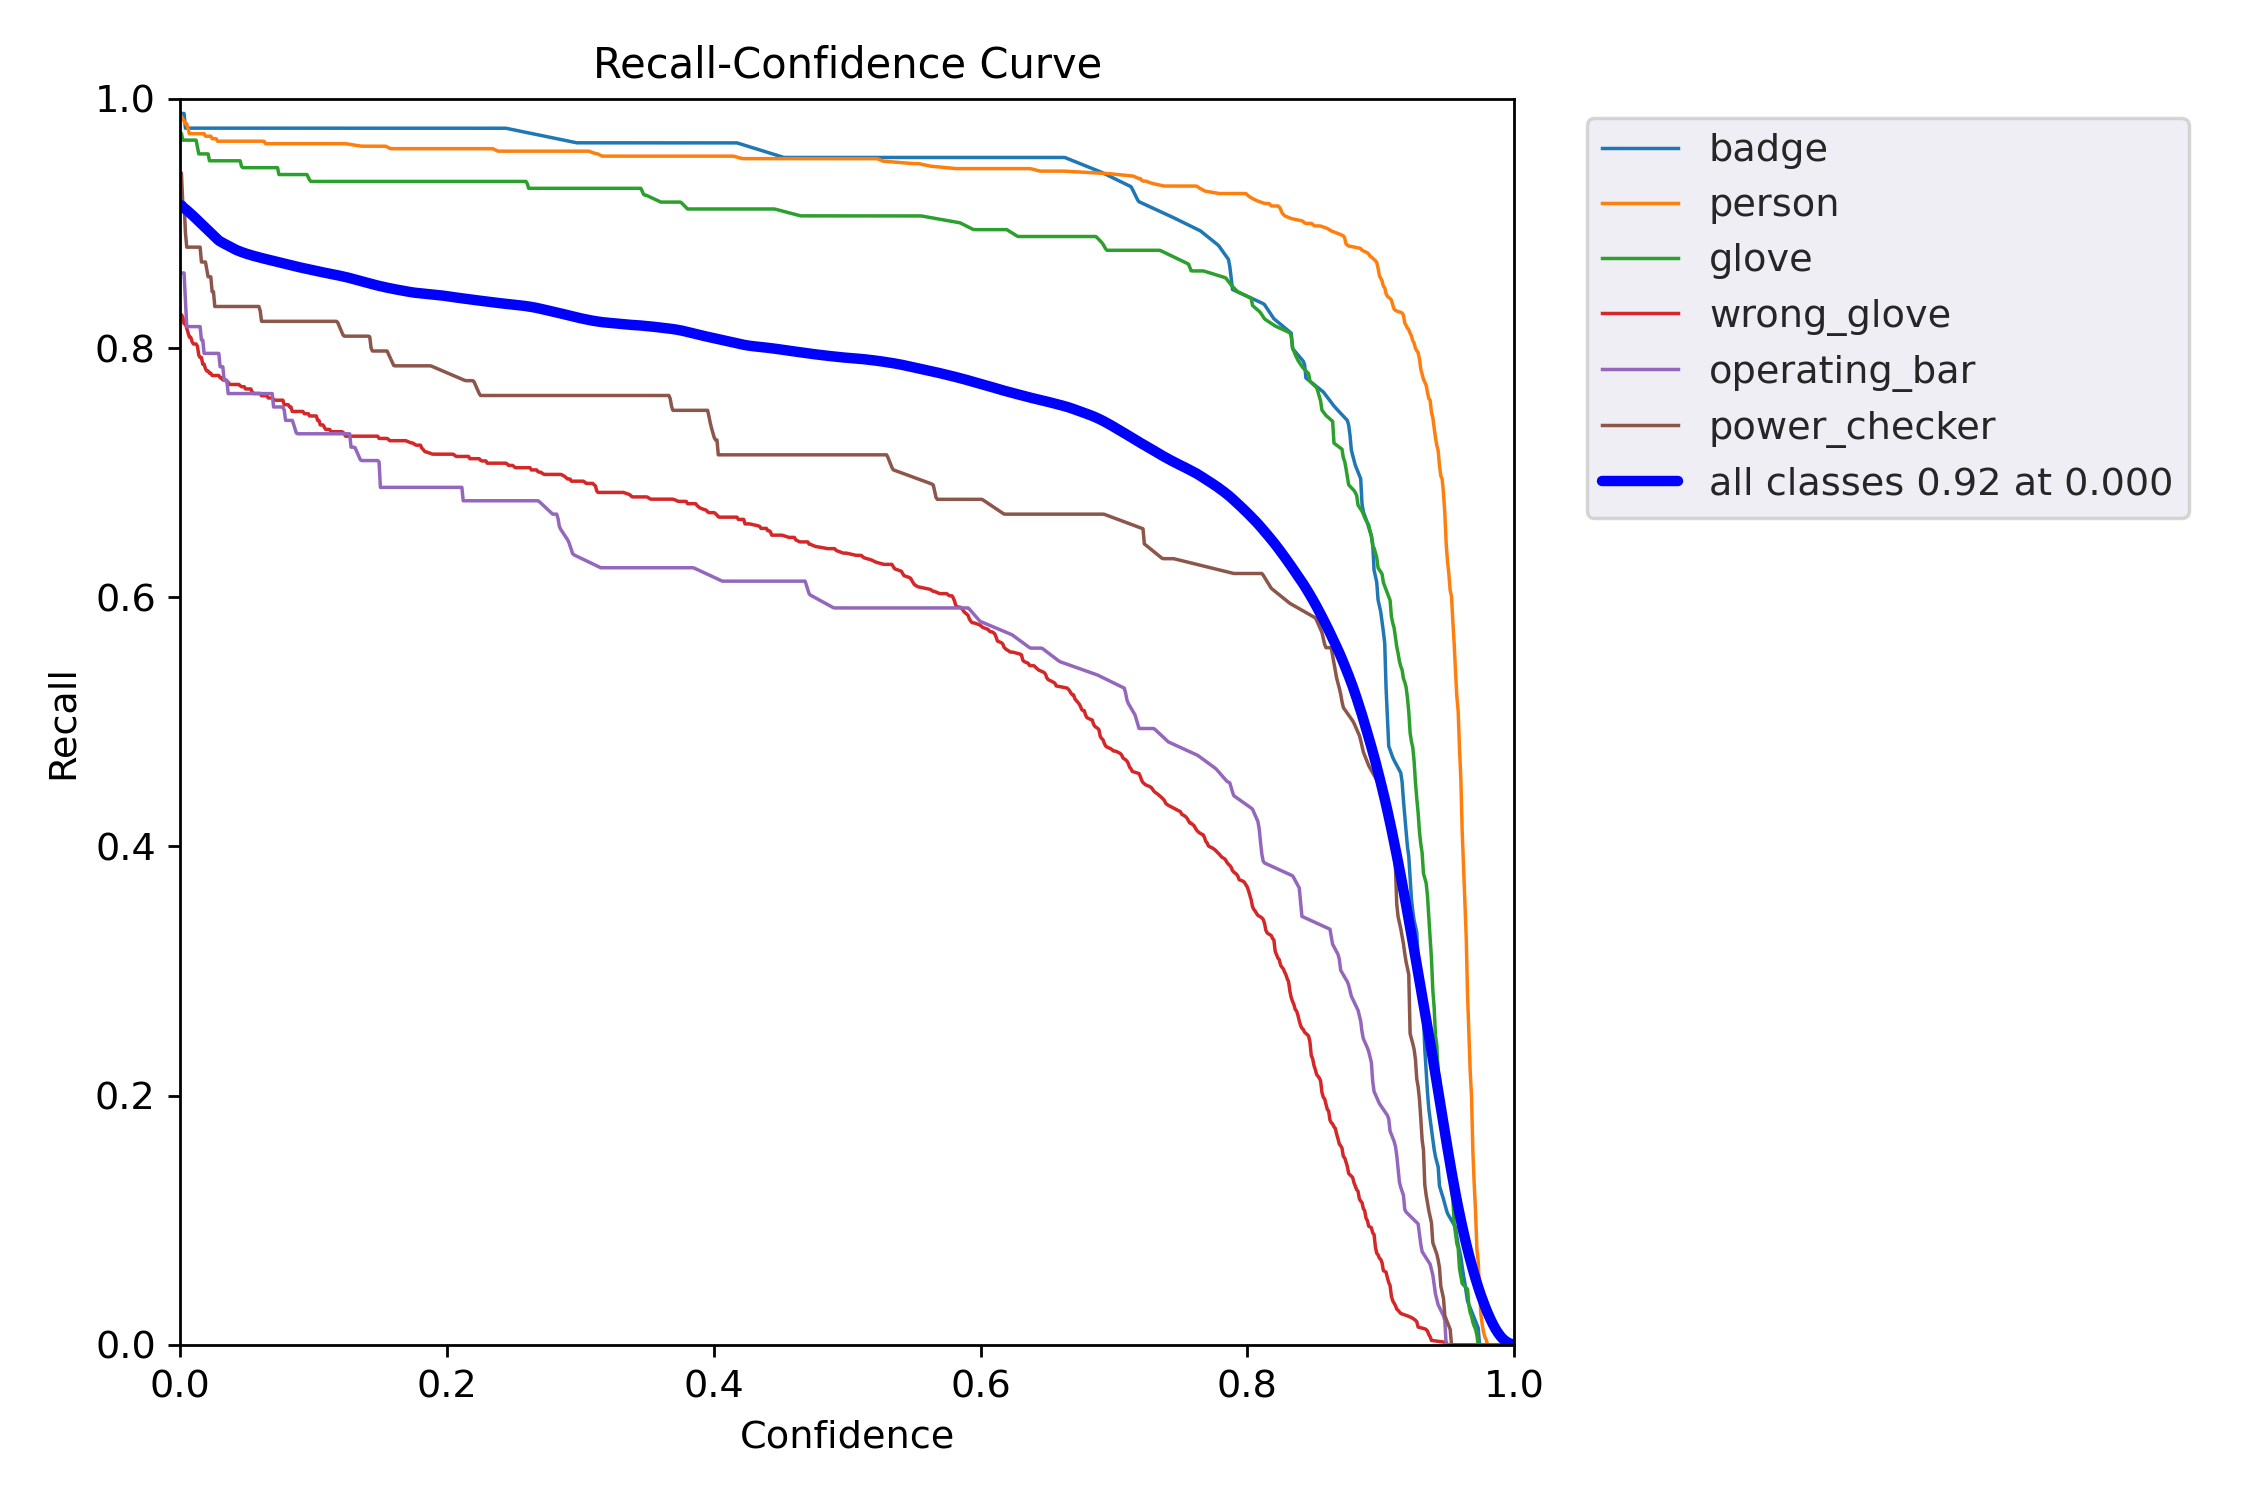 Recall-Confidence Curve
1.0
0.8
0.6
0.4
0.2
0.0
Recall
0.0 0.2 0.4 0.6 0.8 1.0
Confidence
badge
person
glove
wrong_glove
operating_bar
power_checker
all classes 0.92 at 0.000